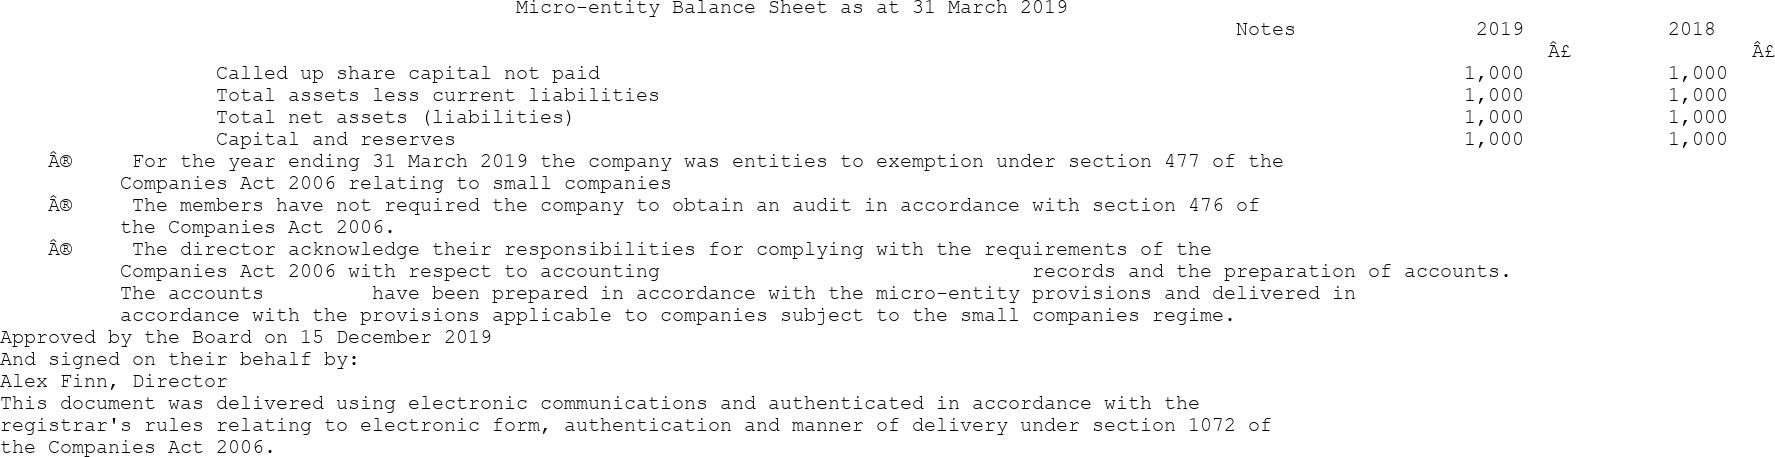 Micro-entity Balance Sheet as at 31 March 2019
Notes 2019 2018
Â£ Â£
Called up share capital not paid 1,000 1,000
Total assets less current liabilities 1,000 1,000
Total net assets (liabilities) 1,000 1,000
Capital and reserves 1,000 1,000
Â® For the year ending 31 March 2019 the company was entities to exemption under section 477 of the
Companies Act 2006 relating to small companies
Â® The members have not required the company to obtain an audit in accordance with section 476 of
the Companies Act 2006.
Â® The director acknowledge their responsibilities for complying with the requirements of the
Companies Act 2006 with respect to accounting records and the preparation of accounts.
The accounts have been prepared in accordance with the micro-entity provisions and delivered in
accordance with the provisions applicable to companies subject to the small companies regime.
Approved by the Board on 15 December 2019
And signed on their behalf by:
Alex Finn, Director
This document was delivered using electronic communications and authenticated in accordance with the
registrar's rules relating to electronic form, authentication and manner of delivery under section 1072 of
the Companies Act 2006.